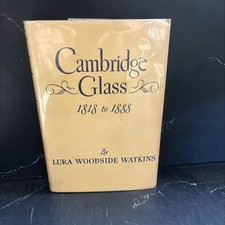 Cambridge
Glass
1818 to 1888
By
LURA WOODSIDE WATKINS